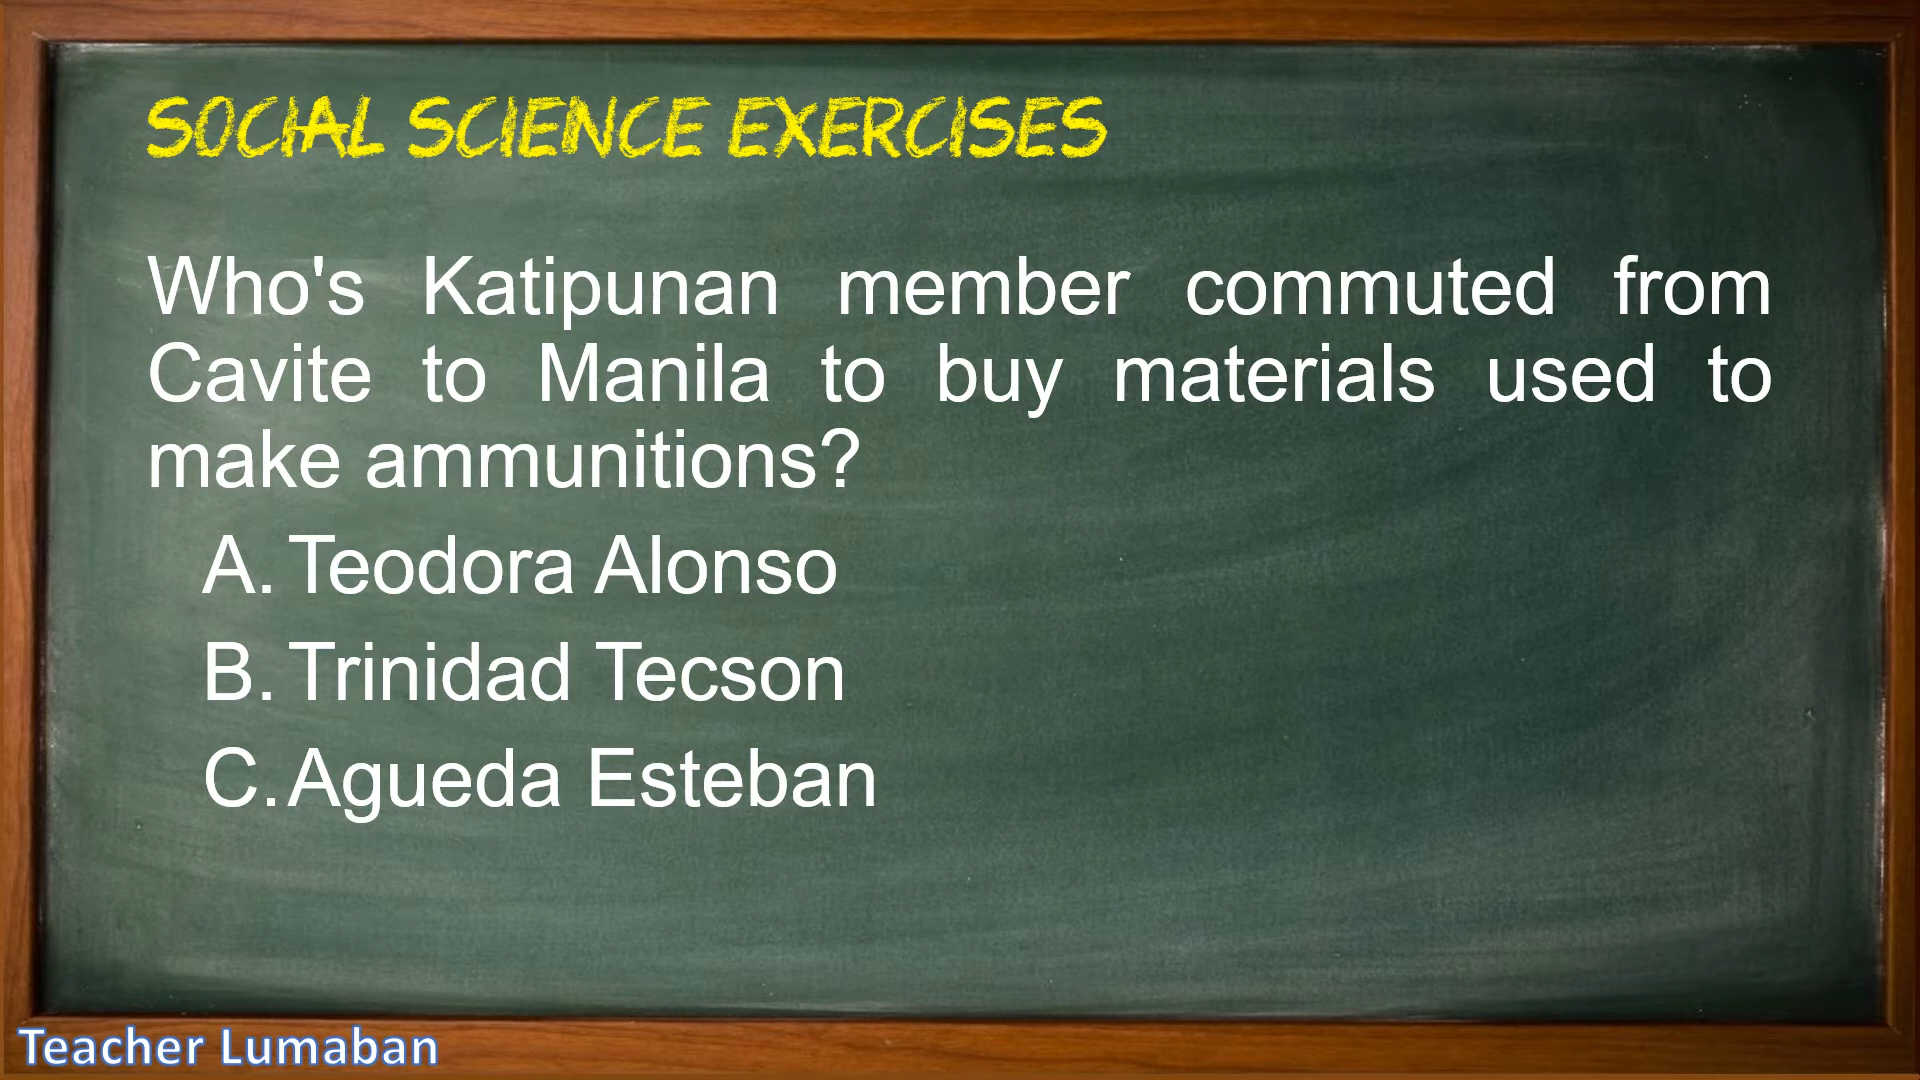 SOCIAL SCIENCE EXERCISES
Who's Katipunan member commuted from
Cavite to Manila to buy materials used to
make ammunitions?
A. Teodora Alonso
B. Trinidad Tecson
C. Agueda Esteban
Teacher Lumaban